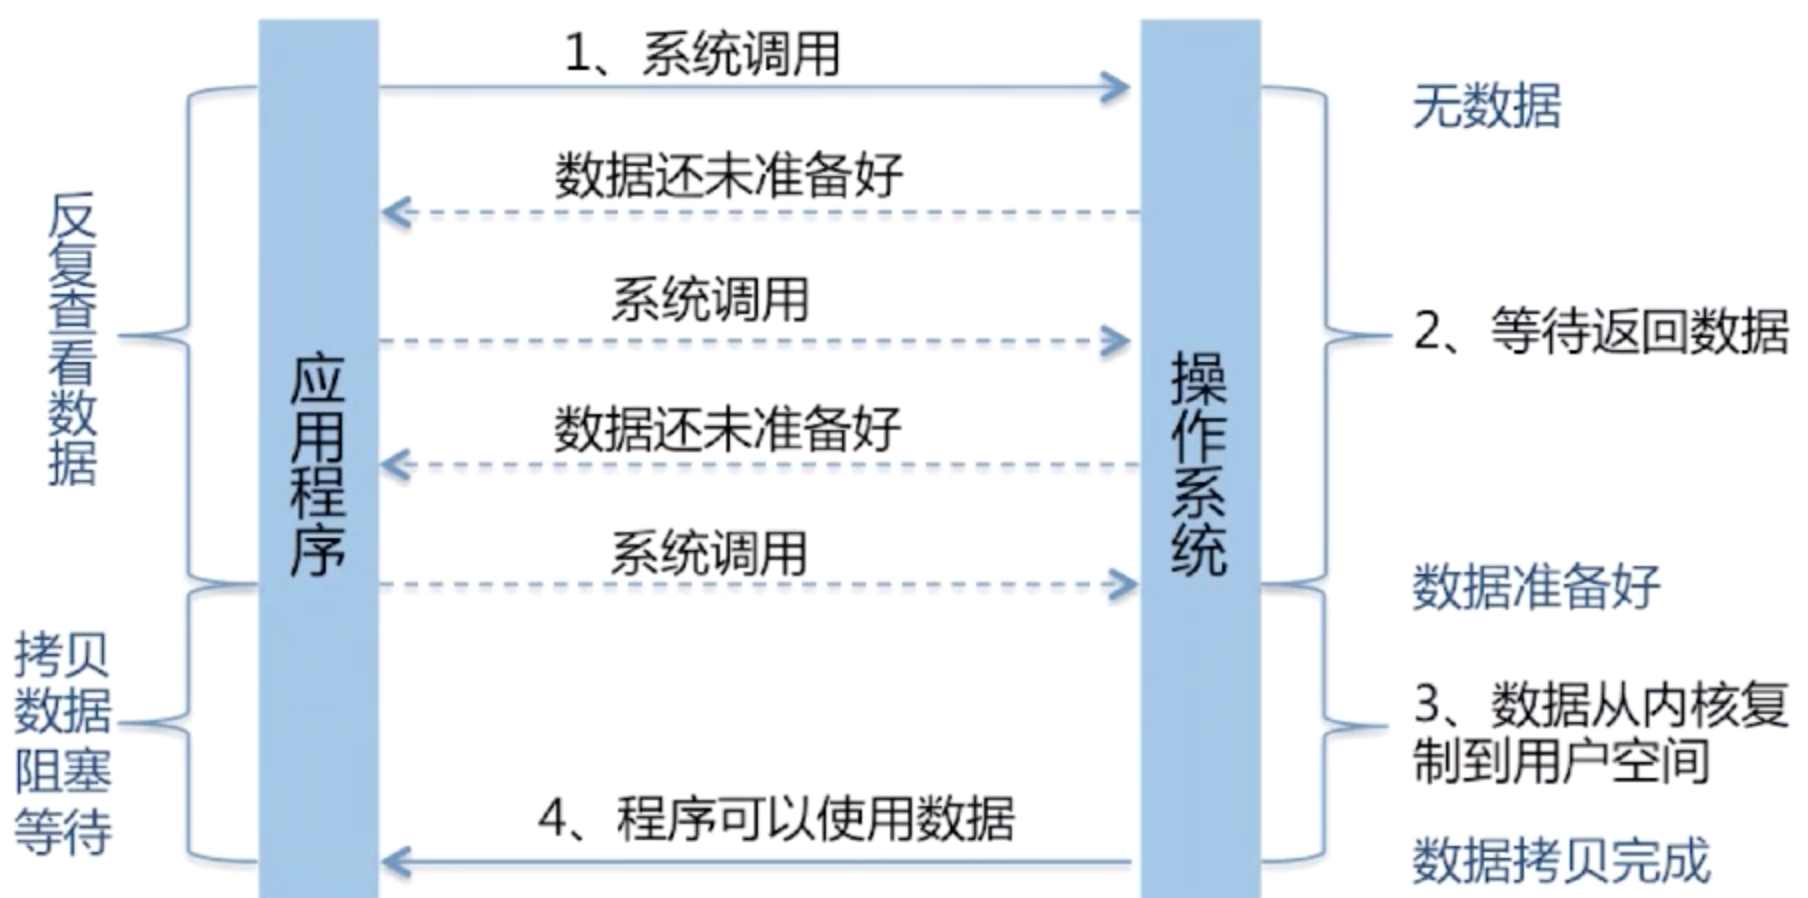 1、系统调用
无数据
数据还未准备好
反复查看数据
系统调用
2、等待返回数据
应用程序
操作系统
数据还未准备好
系统调用
数据准备好
拷贝
数据
阻塞
等待
3、数据从内核复
制到用户空间
4、程序可以使用数据
数据拷贝完成